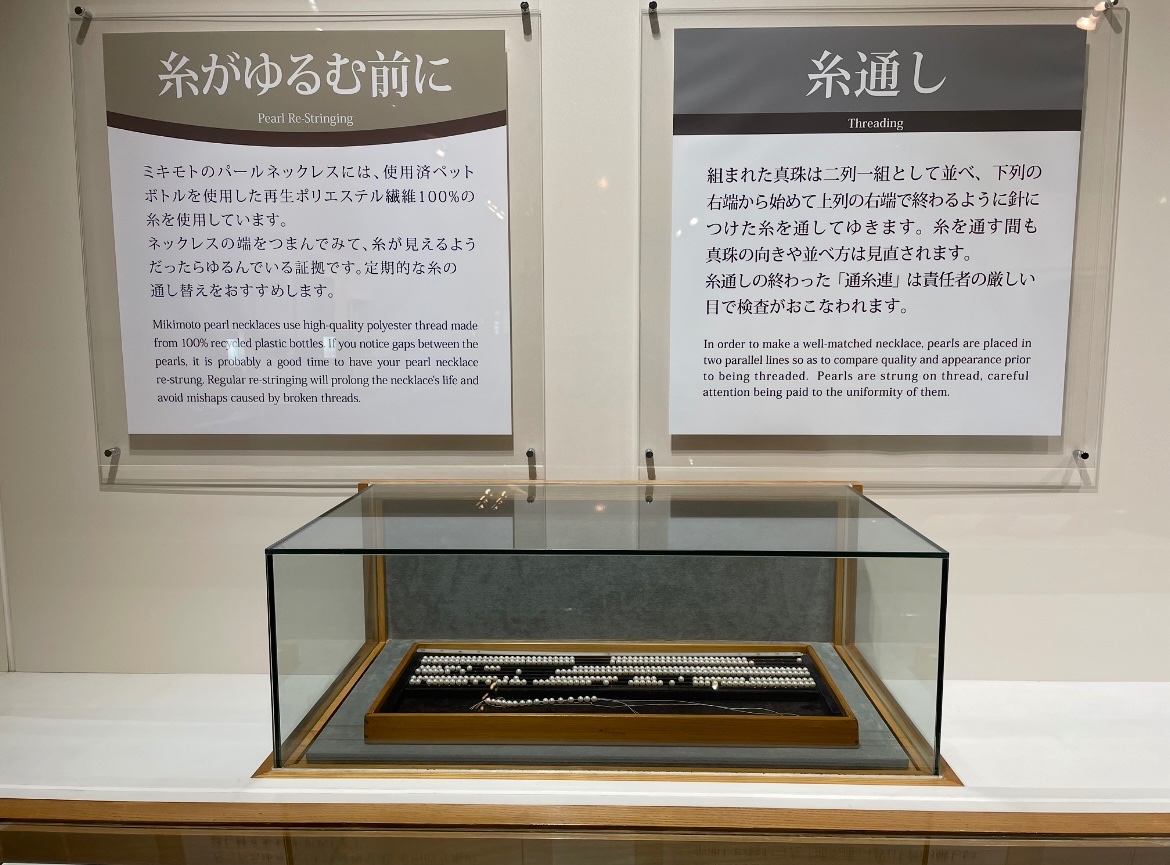 糸がゆるむ前に
Pearl Re-Stringing
ミキモトのパールネックレスには、使用済ペット
ボトルを使用した再生ポリエステル繊維100%の
糸を使用しています。
ネックレスの端をつまんでみて、糸が見えるよう
だったらゆるんでいる証拠です。定期的な糸の
通し替えをおすすめします。
Mikimoto pearl necklaces use high-quality polyester thread made
from 100% recycled plastic bottles. If you notice gaps between the
pearls, it is probably a good time to have your pearl necklace
re-strung. Regular re-stringing will prolong the necklace's life and
avoid mishaps caused by broken threads.
糸通し
Threading
組まれた真珠は二列一組として並べ、下列の
右端から始めて上列の右端で終わるように針に
つけた糸を通してゆきます。糸を通す間も
真珠の向きや並べ方は見直されます。
糸通しの終わった「通糸連」は責任者の厳しい
目で検査がおこなわれます。
In order to make a well-matched necklace, pearls are placed in
two parallel lines so as to compare quality and appearance prior
to being threaded. Pearls are strung on thread, careful
attention being paid to the uniformity of them.